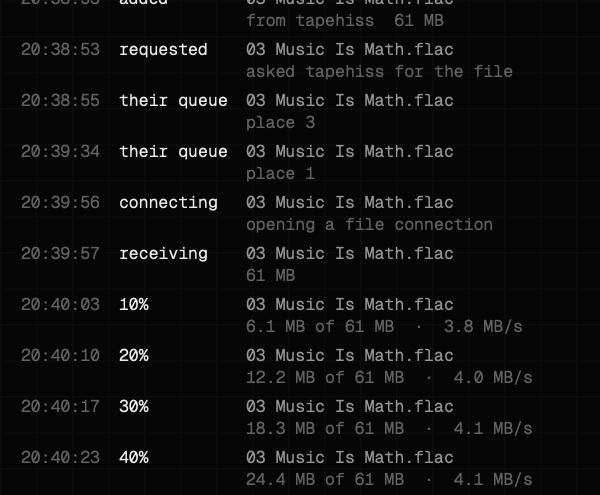 20:38:53 added
from tapehiss 61 MB
20:38:53 requested 03 Music Is Math.flac
asked tapehiss for the file
20:38:55 their queue 03 Music Is Math.flac
place 3
20:39:34 their queue 03 Music Is Math.flac
place 1
20:39:56 connecting 03 Music Is Math.flac
opening a file connection
20:39:57 receiving 03 Music Is Math.flac
61 MB
20:40:03 10% 03 Music Is Math.flac
6.1 MB of 61 MB · 3.8 MB/s
20:40:10 20% 03 Music Is Math.flac
12.2 MB of 61 MB · 4.0 MB/s
20:40:17 30% 03 Music Is Math.flac
18.3 MB of 61 MB · 4.1 MB/s
20:40:23 40% 03 Music Is Math.flac
24.4 MB of 61 MB · 4.1 MB/s